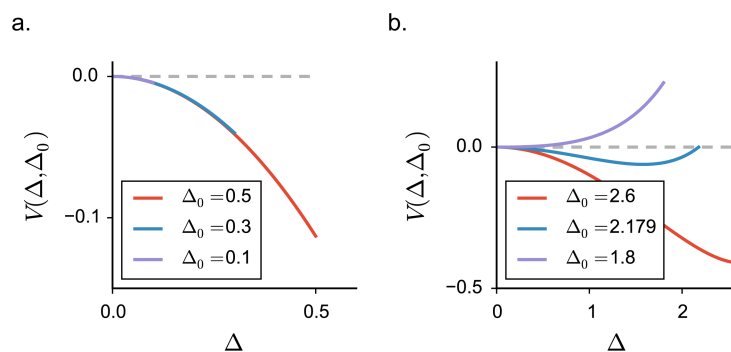 a.
0.0
−0.1
V(Δ,Δ₀)
Δ₀ = 0.5
Δ₀ = 0.3
Δ₀ = 0.1
0.0
0.5
Δ
b.
0.0
−0.5
V(Δ,Δ₀)
Δ₀ = 2.6
Δ₀ = 2.179
Δ₀ = 1.8
0
1
2
Δ